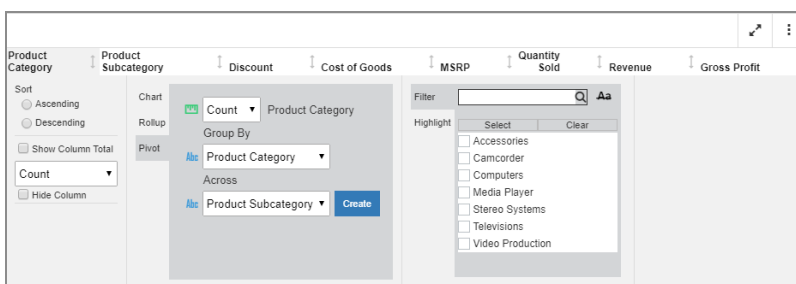 Product Category
Product Subcategory
Discount
Cost of Goods
MSRP
Quantity Sold
Revenue
Gross Profit
Sort
Ascending
Descending
Show Column Total
Count
Hide Column
Chart
Rollup
Pivot
Count Product Category
Group By
Abc Product Category
Across
Abc Product Subcategory Create
Filter Aa
Highlight
Select Clear
Accessories
Camcorder
Computers
Media Player
Stereo Systems
Televisions
Video Production